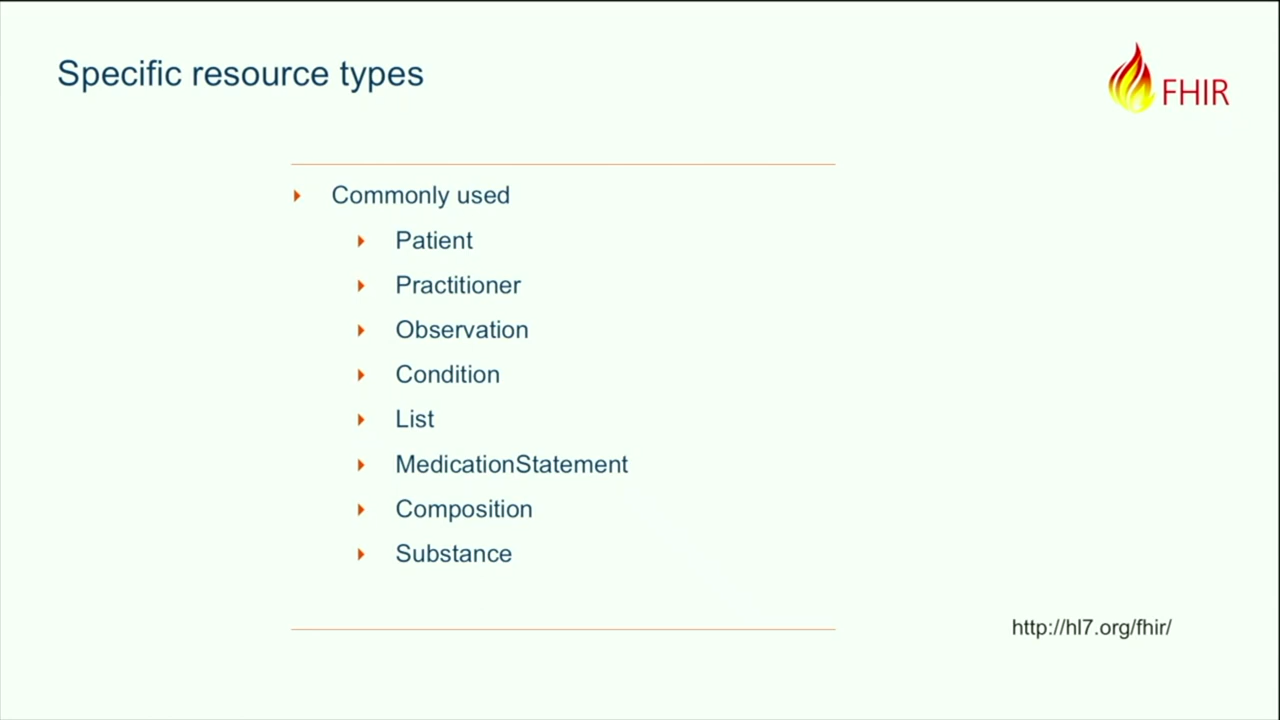 Specific resource types
FHIR
Commonly used
Patient
Practitioner
Observation
Condition
List
MedicationStatement
Composition
Substance
http://hl7.org/fhir/